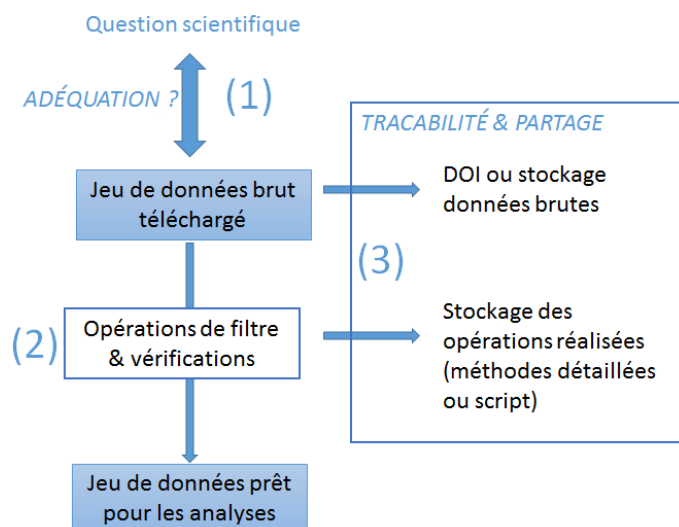 Question scientifique
ADÉQUATION ?
(1)
Jeu de données brut
téléchargé
(2)
Opérations de filtre
& vérifications
Jeu de données prêt
pour les analyses
TRACABILITÉ & PARTAGE
DOI ou stockage
données brutes
(3)
Stockage des
opérations réalisées
(méthodes détaillées
ou script)